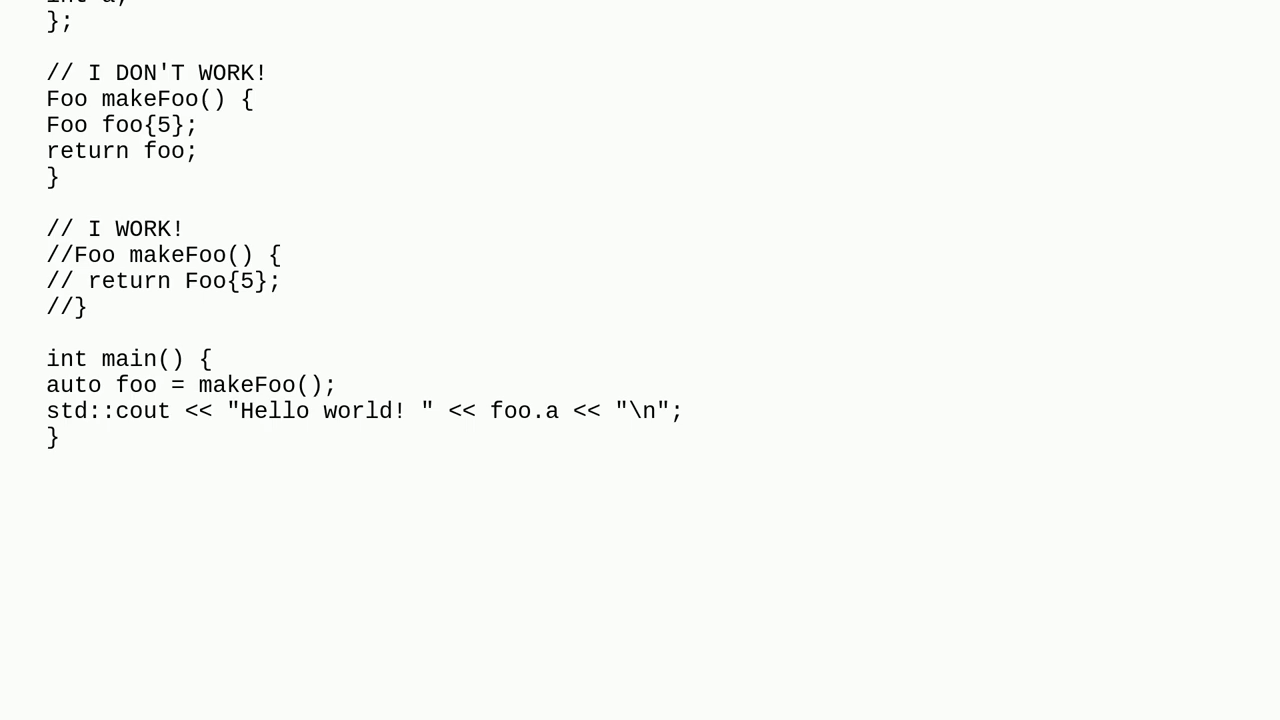 };
// I DON'T WORK!
Foo makeFoo() {
Foo foo{5};
return foo;
}
// I WORK!
//Foo makeFoo() {
// return Foo{5};
//}
int main() {
auto foo = makeFoo();
std::cout << "Hello world! " << foo.a << "\n";
}